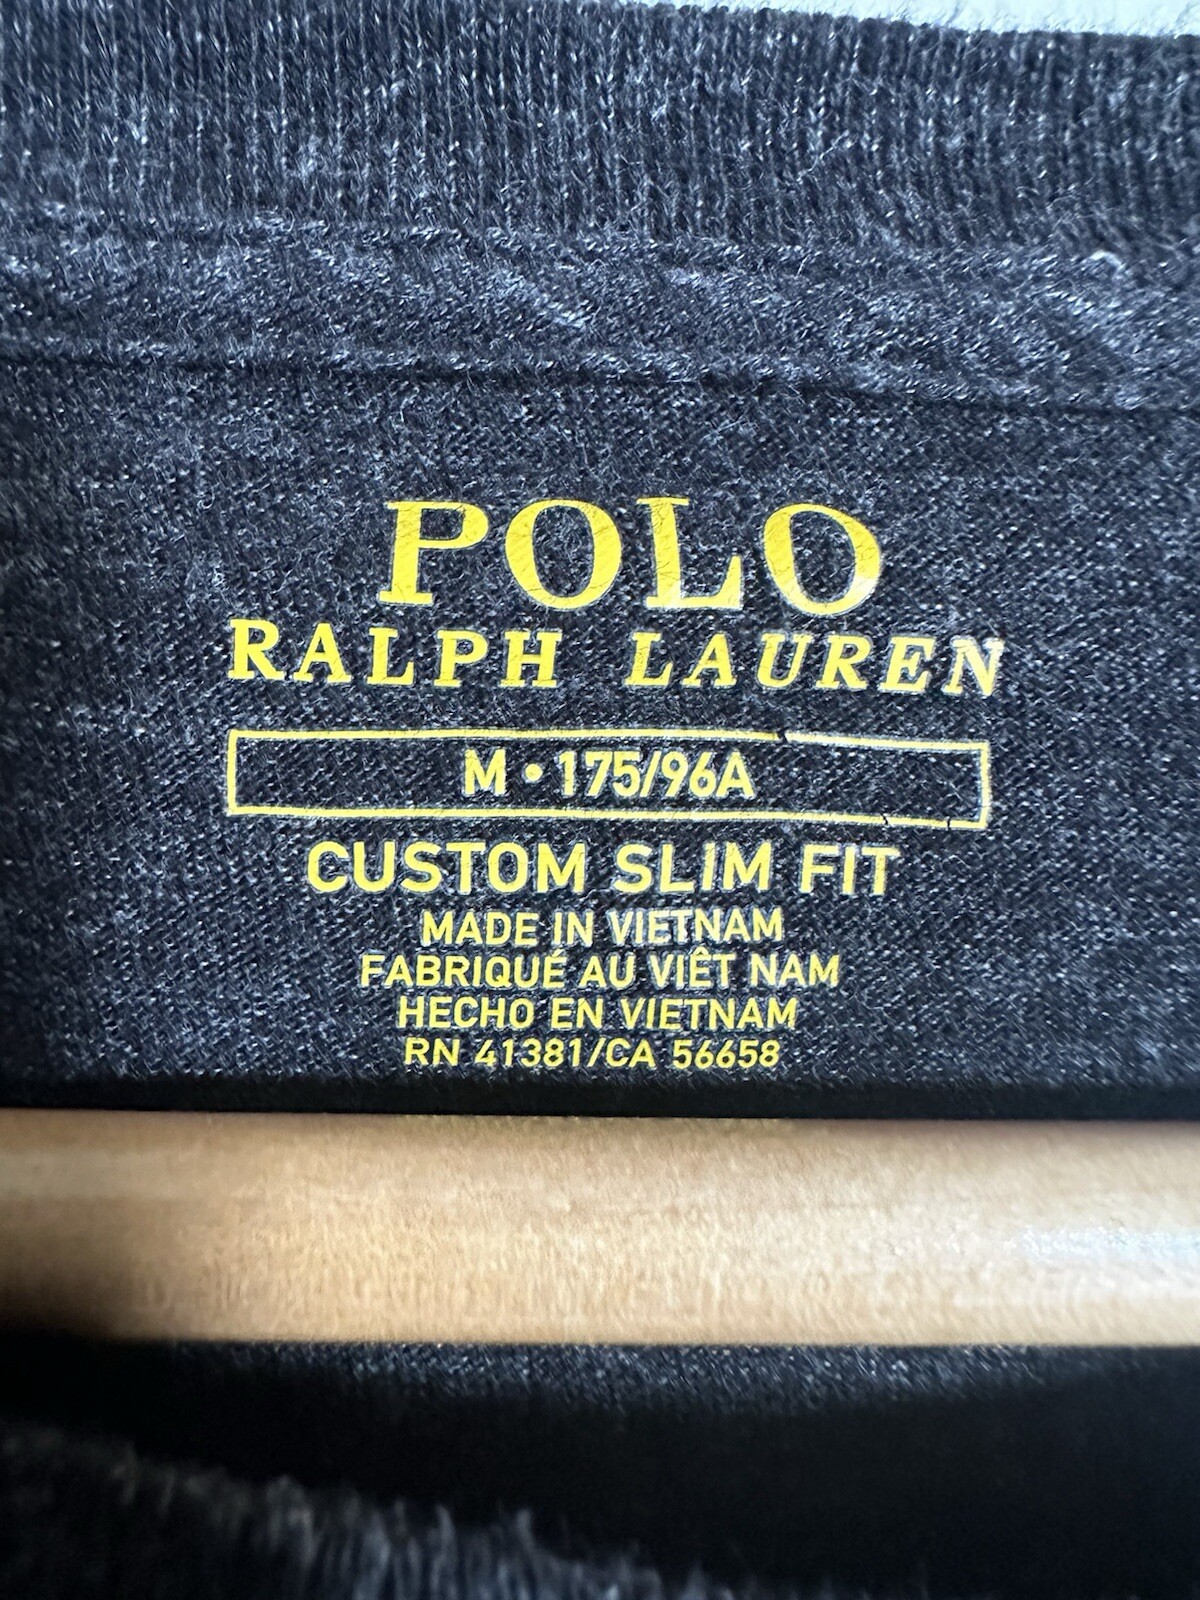 POLO
RALPH LAUREN
M • 175/96A
CUSTOM SLIM FIT
MADE IN VIETNAM
FABRIQUÉ AU VIÊT NAM
HECHO EN VIETNAM
RN 41381/CA 56658